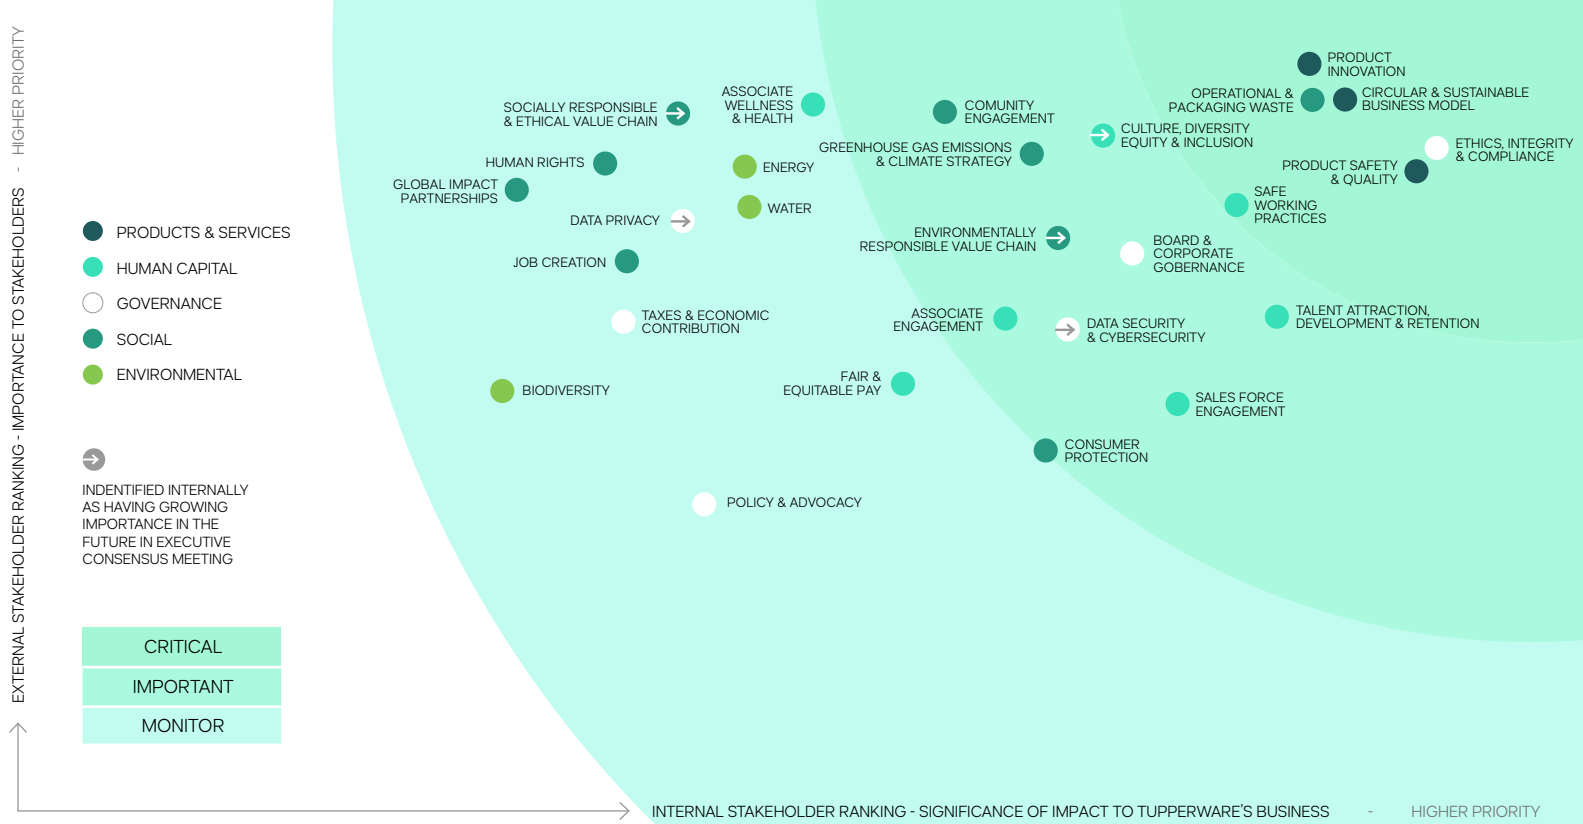 EXTERNAL STAKEHOLDER RANKING - IMPORTANCE TO STAKEHOLDERS - HIGHER PRIORITY
PRODUCTS & SERVICES
HUMAN CAPITAL
GOVERNANCE
SOCIAL
ENVIRONMENTAL
INDENTIFIED INTERNALLY
AS HAVING GROWING
IMPORTANCE IN THE
FUTURE IN EXECUTIVE
CONSENSUS MEETING
CRITICAL
IMPORTANT
MONITOR
SOCIALLY RESPONSIBLE
& ETHICAL VALUE CHAIN
HUMAN RIGHTS
GLOBAL IMPACT
PARTNERSHIPS
DATA PRIVACY
JOB CREATION
TAXES & ECONOMIC
CONTRIBUTION
BIODIVERSITY
POLICY & ADVOCACY
ASSOCIATE
WELLNESS
& HEALTH
ENERGY
WATER
COMUNITY
ENGAGEMENT
GREENHOUSE GAS EMISSIONS
& CLIMATE STRATEGY
ENVIRONMENTALLY
RESPONSIBLE VALUE CHAIN
ASSOCIATE
ENGAGEMENT
FAIR &
EQUITABLE PAY
CONSUMER
PROTECTION
CULTURE, DIVERSITY
EQUITY & INCLUSION
BOARD &
CORPORATE
GOBERNANCE
DATA SECURITY
& CYBERSECURITY
SALES FORCE
ENGAGEMENT
PRODUCT
INNOVATION
OPERATIONAL &
PACKAGING WASTE
CIRCULAR & SUSTAINABLE
BUSINESS MODEL
ETHICS, INTEGRITY
& COMPLIANCE
PRODUCT SAFETY
& QUALITY
SAFE
WORKING
PRACTICES
TALENT ATTRACTION,
DEVELOPMENT & RETENTION
INTERNAL STAKEHOLDER RANKING - SIGNIFICANCE OF IMPACT TO TUPPERWARE'S BUSINESS - HIGHER PRIORITY